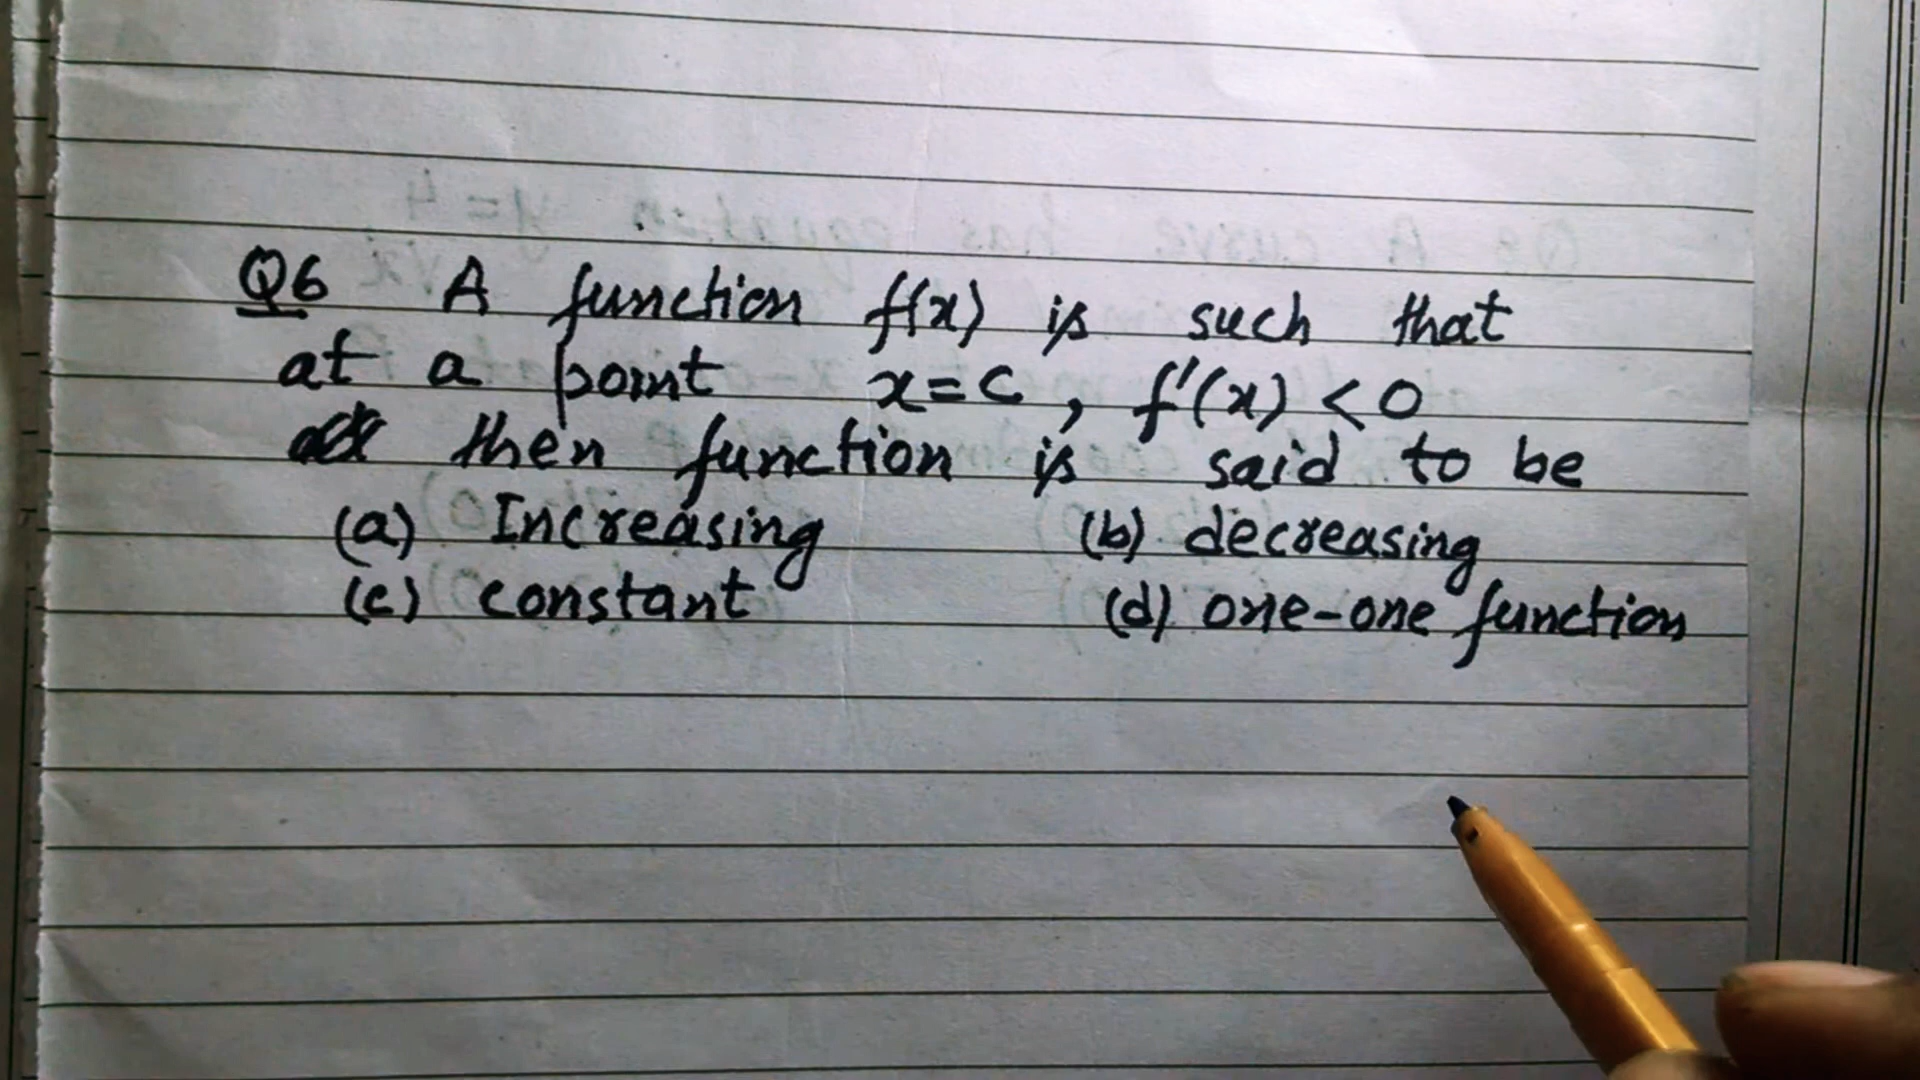 Q6 A function f(x) is such that
at a point x=c, f'(x) <0
then function is said to be
(a) Increasing (b) decreasing
(c) constant (d) one-one function